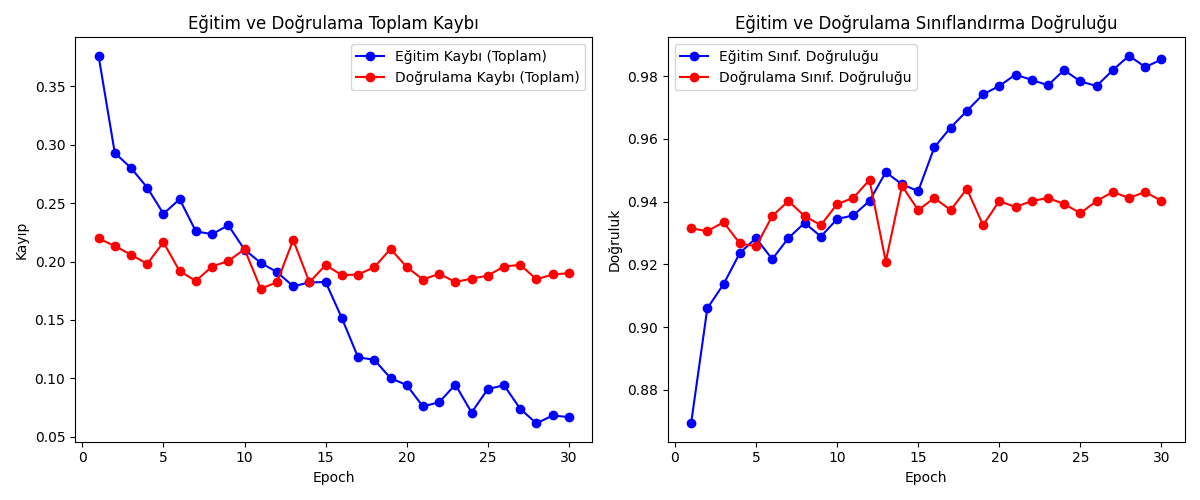 Eğitim ve Doğrulama Toplam Kaybı
Eğitim Kaybı (Toplam)
Doğrulama Kaybı (Toplam)
Kayıp
0.35
0.30
0.25
0.20
0.15
0.10
0.05
0 5 10 15 20 25 30
Epoch
Eğitim ve Doğrulama Sınıflandırma Doğruluğu
Eğitim Sınıf. Doğruluğu
Doğrulama Sınıf. Doğruluğu
Doğruluk
0.98
0.96
0.94
0.92
0.90
0.88
0 5 10 15 20 25 30
Epoch